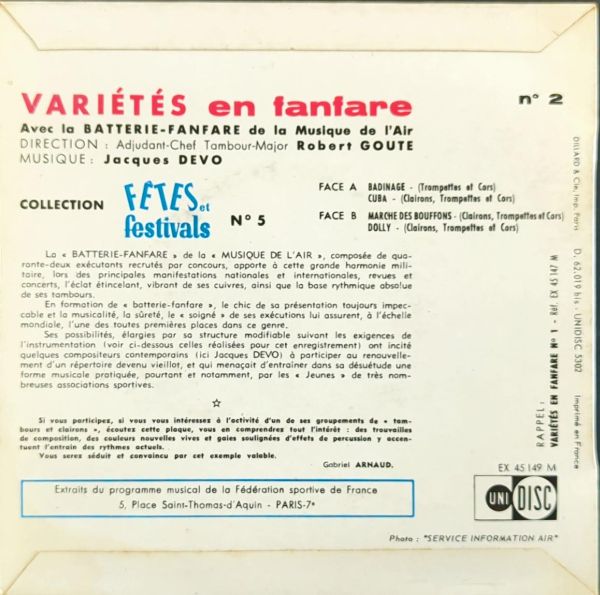 VARIÉTÉS en fanfare
n° 2
Avec la BATTERIE-FANFARE de la Musique de l'Air
DIRECTION : Adjudant-Chef Tambour-Major Robert GOUTE
MUSIQUE : Jacques DEVO
COLLECTION FÊTES et festivals N° 5
FACE A BADINAGE - (Trompettes et Cors)
CUBA - (Clairons, Trompettes et Cors)
FACE B MARCHE DES BOUFFONS - (Clairons, Trompettes et Cors)
DOLLY - (Clairons, Trompettes et Cors)
La « BATTERIE-FANFARE » de la « MUSIQUE DE L'AIR », composée de qua-
rante-deux exécutants recrutés par concours, apporte à cette grande harmonie mili-
taire, lors des principales manifestations nationales et internationales, revues et
concerts, l'éclat étincelant, vibrant de ses cuivres, ainsi que la base rythmique absolue
de ses tambours.
En formation de « batterie-fanfare », le chic de sa présentation toujours impec-
cable et la musicalité, la sûreté, le « soigné » de ses exécutions lui assurent, à l'échelle
mondiale, l'une des toutes premières places dans ce genre.
Ses possibilités, élargies par sa structure modifiable suivant les exigences de
l'instrumentation (voir ci-dessous celles réalisées pour cet enregistrement) ont incité
quelques compositeurs contemporains (ici Jacques DEVO) à participer au renouvelle-
ment d'un répertoire devenu vieillot, et qui menaçait d'entraîner dans sa désuétude une
forme musicale pratiquée, pourtant et notamment, par les « Jeunes » de très nom-
breuses associations sportives.
☆
Si vous participez, si vous vous intéressez à l'activité d'un de ses groupements de « tam-
bours et clairons », écoutez cette plaque, vous en comprendrez tout l'intérêt : des trouvailles
de composition, des couleurs nouvelles vives et gaies soulignées d'effets de percussion y accen-
tuent l'entrain des rythmes actuels.
Vous serez séduit et convaincu par cet exemple valable.
Gabriel ARNAUD.
Extraits du programme musical de la Fédération sportive de France
5, Place Saint-Thomas-d'Aquin - PARIS-7e
RAPPEL :
VARIÉTÉS EN FANFARE N° 1 - Réf. EX 45 147 M
DILLARD & Cie, Imp. Paris D. 62.019 bis - UNIDISC 5302 Imprimé en France
EX 45 149 M
UNI DISC
Photo : "SERVICE INFORMATION AIR"